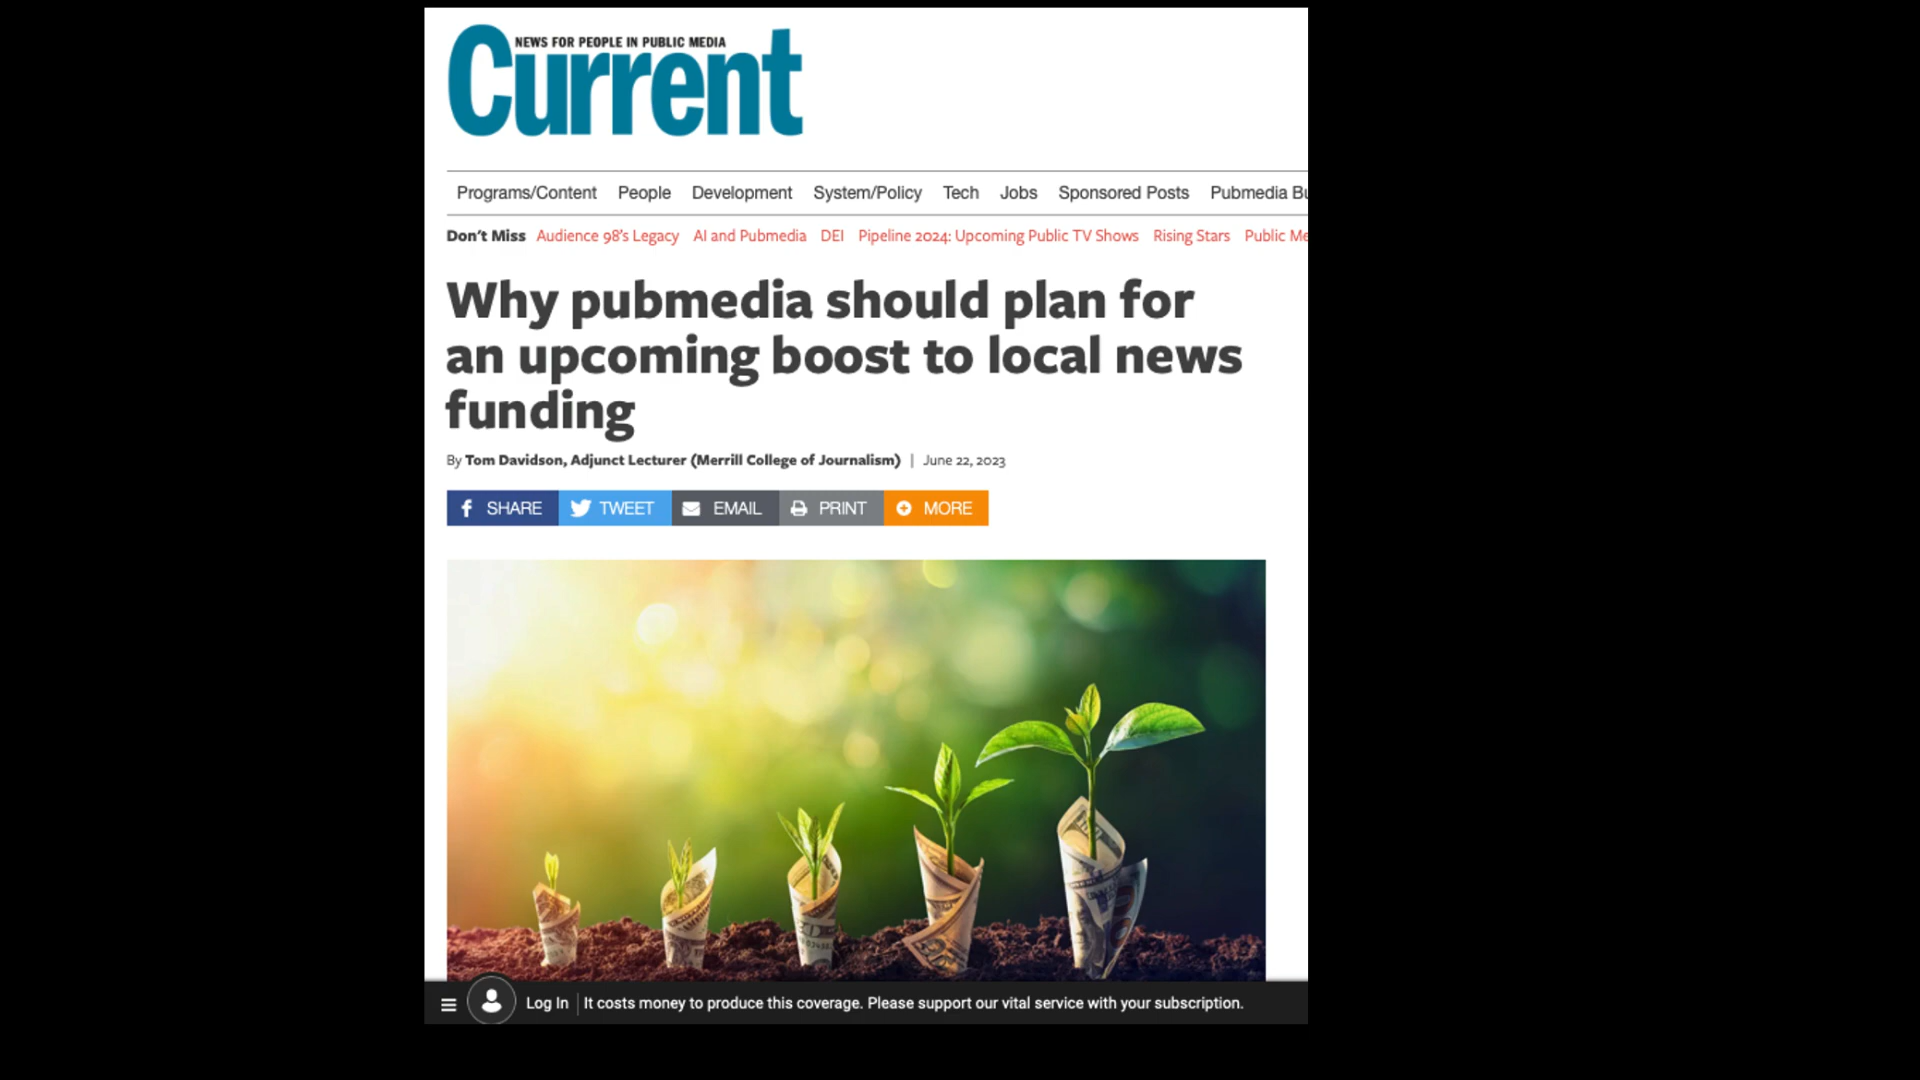 NEWS FOR PEOPLE IN PUBLIC MEDIA
Current
Programs/Content People Development System/Policy Tech Jobs Sponsored Posts Pubmedia
Don't Miss Audience 98's Legacy AI and Pubmedia DEI Pipeline 2024: Upcoming Public TV Shows Rising Stars Public
Why pubmedia should plan for
an upcoming boost to local news
funding
By Tom Davidson, Adjunct Lecturer (Merrill College of Journalism) | June 22, 2023
SHARE TWEET EMAIL PRINT MORE
Log In | It costs money to produce this coverage. Please support our vital service with your subscription.